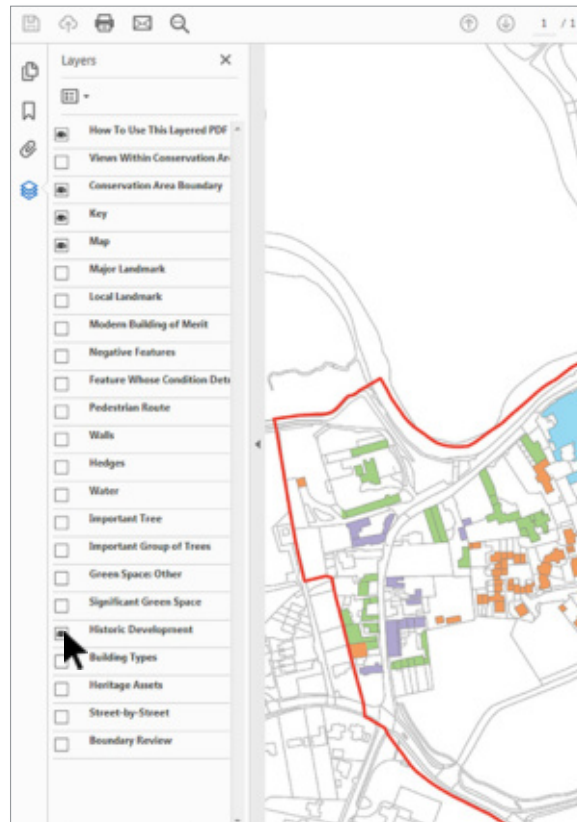 1 / 1
Layers
How To Use This Layered PDF
Views Within Conservation Ar
Conservation Area Boundary
Key
Map
Major Landmark
Local Landmark
Modern Building of Merit
Negative Features
Feature Whose Condition Det
Pedestrian Route
Walls
Hedges
Water
Important Tree
Important Group of Trees
Green Space: Other
Significant Green Space
Historic Development
Building Types
Heritage Assets
Street-by-Street
Boundary Review